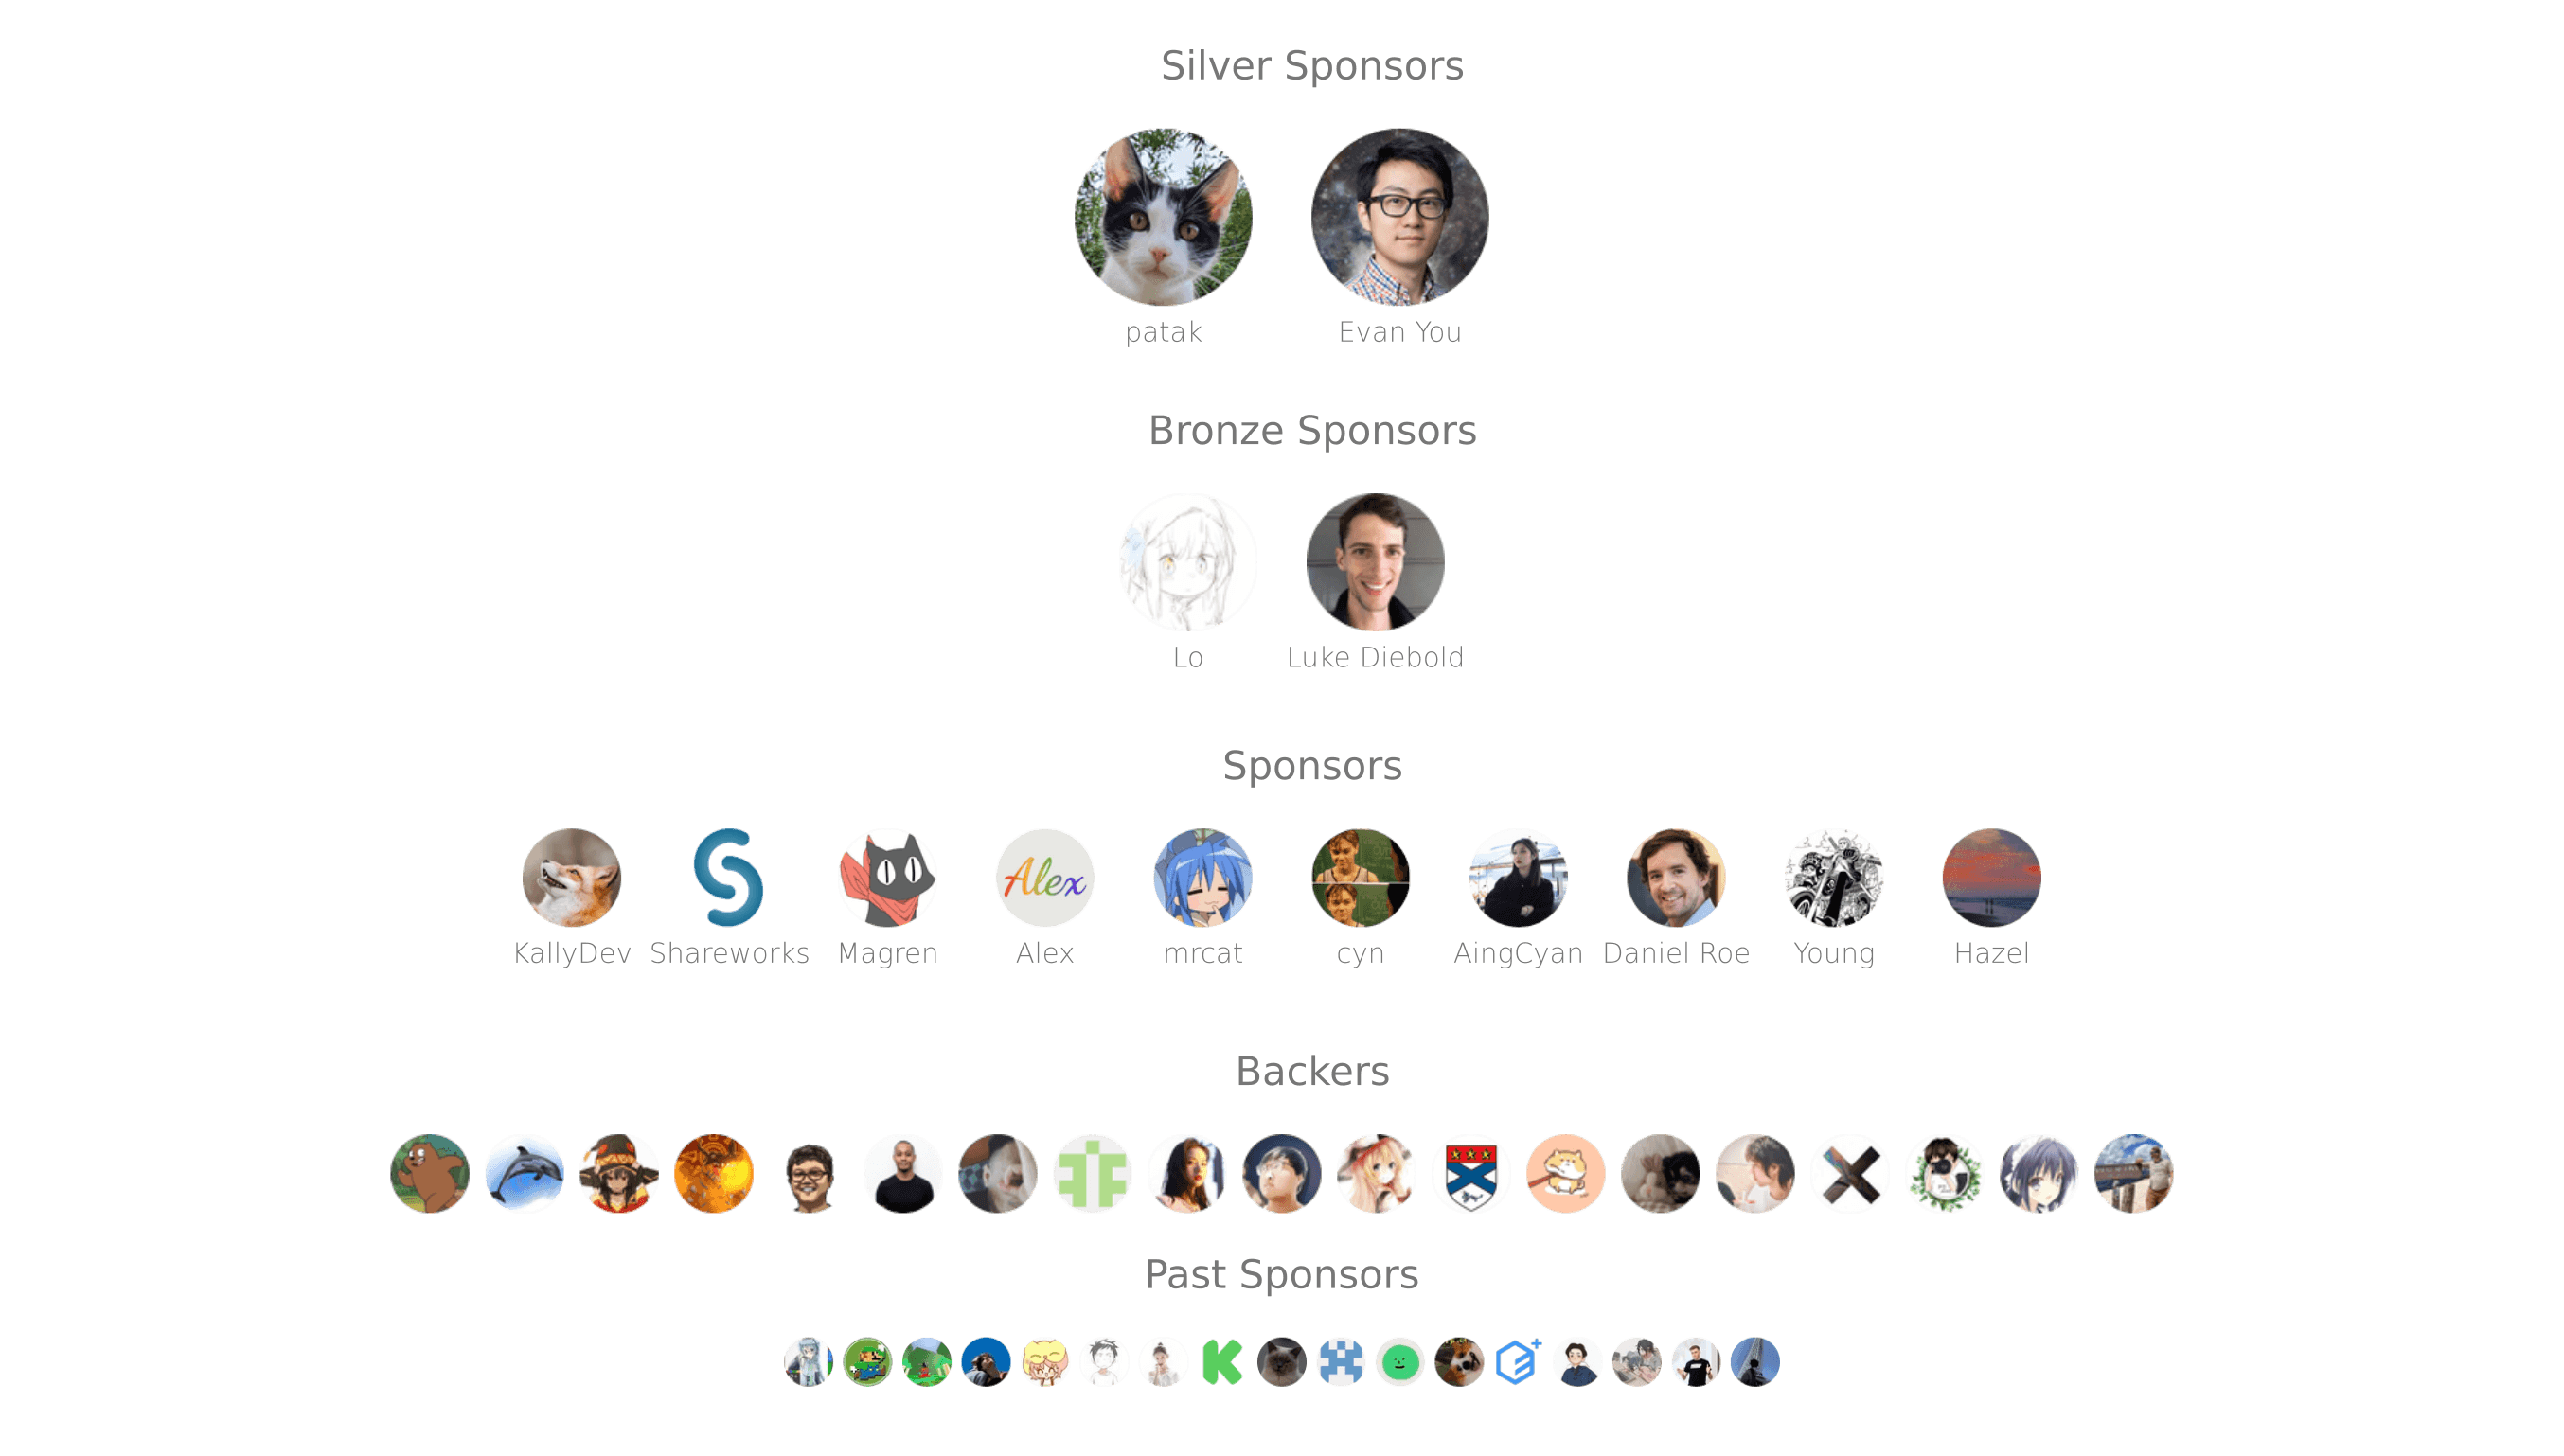 Silver Sponsors
patak Evan You
Bronze Sponsors
Lo Luke Diebold
Sponsors
Alex
KallyDev Shareworks Magren Alex mrcat cyn AingCyan Daniel Roe Young Hazel
Backers
Past Sponsors